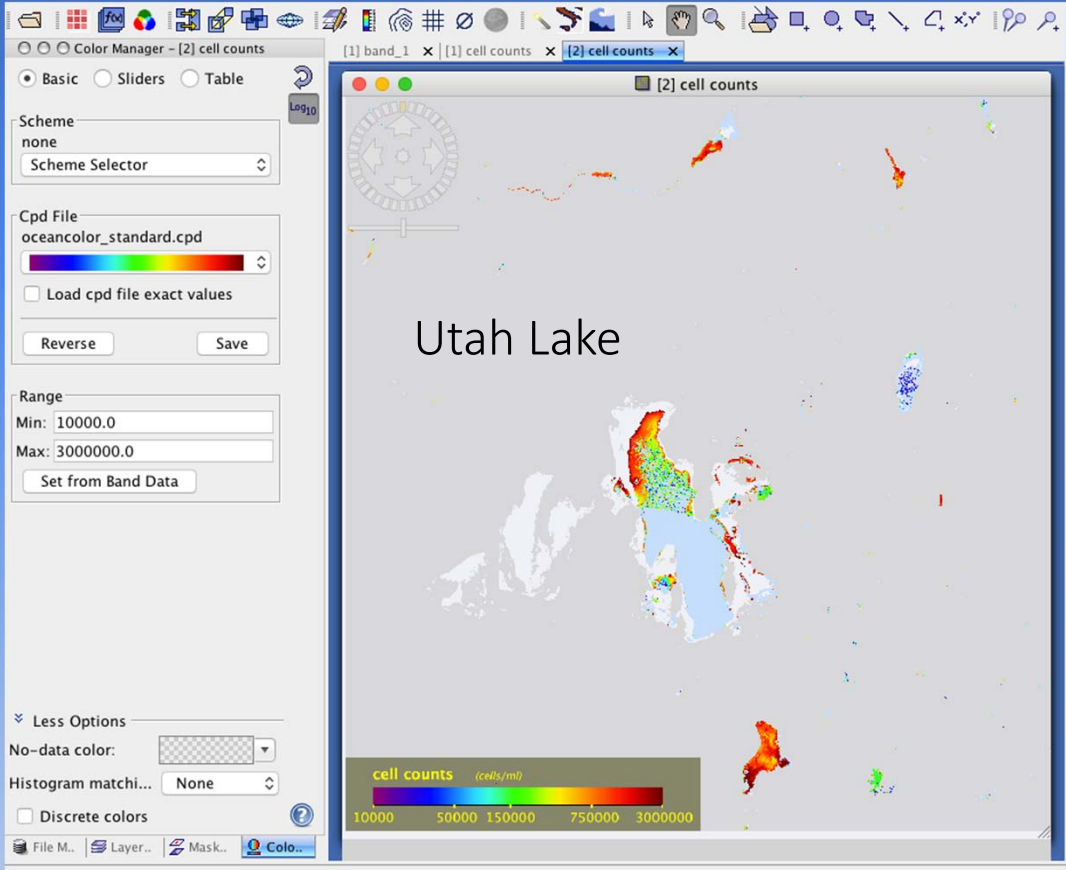 f(x)
Color Manager - [2] cell counts
Basic
Sliders
Table
Log10
Scheme
none
Scheme Selector
Cpd File
oceancolor_standard.cpd
Load cpd file exact values
Reverse
Save
Range
Min: 10000.0
Max: 3000000.0
Set from Band Data
Less Options
No-data color:
Histogram matchi... None
Discrete colors
?
File M.. Layer.. Mask.. Colo..
[1] band_1 [1] cell counts [2] cell counts
[2] cell counts
Utah Lake
cell counts (cells/ml)
10000 50000 150000 750000 3000000